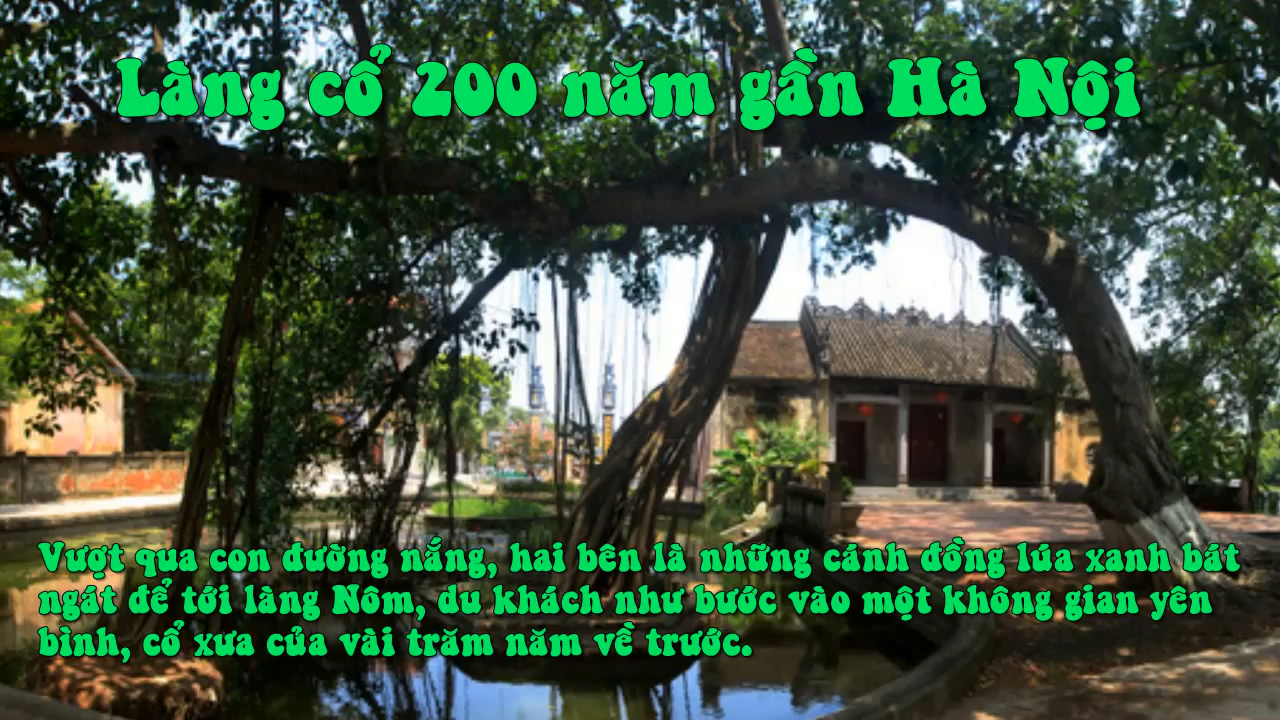 Làng cổ 200 năm gần Hà Nội
Vượt qua con đường nắng, hai bên là những cánh đồng lúa xanh bát
ngát để tới làng Nôm, du khách như bước vào một không gian yên
bình, cổ xưa của vài trăm năm về trước.